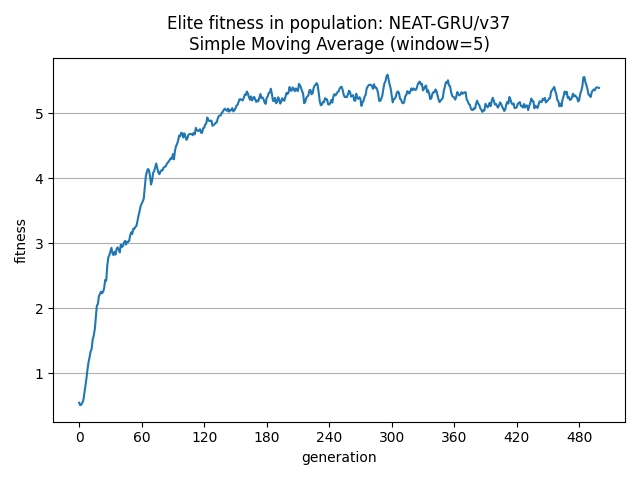 Elite fitness in population: NEAT-GRU/v37
Simple Moving Average (window=5)
fitness
5
4
3
2
1
0 60 120 180 240 300 360 420 480
generation